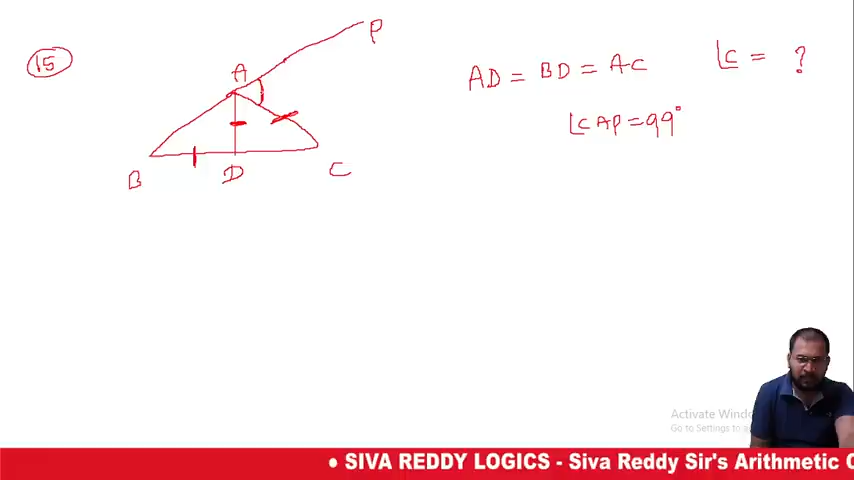 15
P
A
B
D
C
AD = BD = AC
∠C = ?
∠CAP = 99°
Activate Windo
Go to Settings to a
• SIVA REDDY LOGICS - Siva Reddy Sir's Arithmetic C